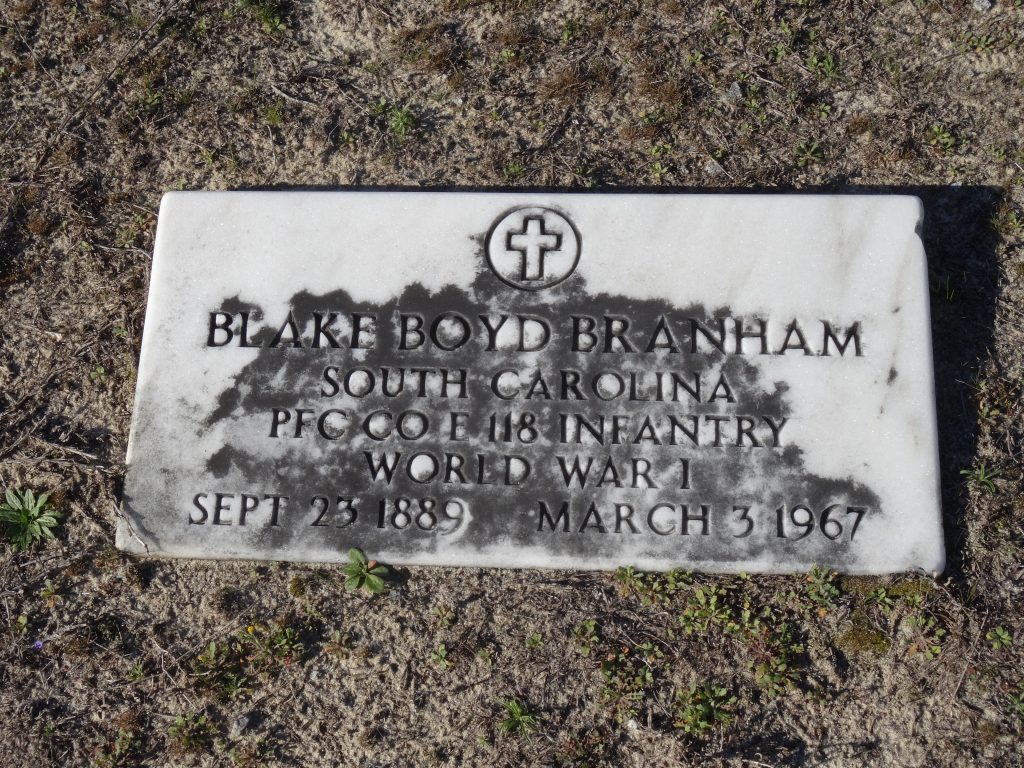 BLAKE BOYD BRANHAM
SOUTH CAROLINA
PFC CO E 118 INFANTRY
WORLD WAR I
SEPT 23 1889 MARCH 3 1967